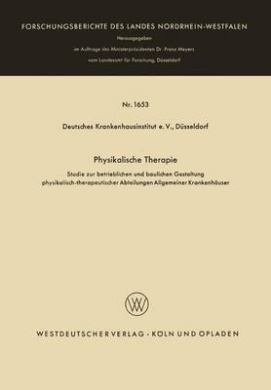 FORSCHUNGSBERICHTE DES LANDES NORDRHEIN-WESTFALEN
Herausgegeben
im Auftrage des Ministerpräsidenten Dr. Franz Meyers
vom Landesamt für Forschung, Düsseldorf
Nr. 1653
Deutsches Krankenhausinstitut e.V., Düsseldorf
Physikalische Therapie
Studie zur betrieblichen und baulichen Gestaltung
physikalisch-therapeutischer Abteilungen Allgemeiner Krankenhäuser
WESTDEUTSCHER VERLAG · KÖLN UND OPLADEN